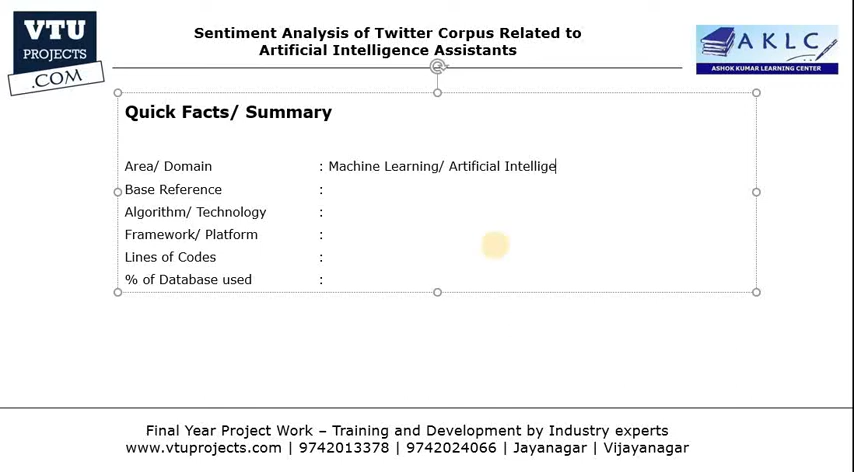 VTU
PROJECTS
.COM
Sentiment Analysis of Twitter Corpus Related to
Artificial Intelligence Assistants
AKLC
ASHOK KUMAR LEARNING CENTER
Quick Facts/ Summary
Area/ Domain : Machine Learning/ Artificial Intellige
Base Reference :
Algorithm/ Technology :
Framework/ Platform :
Lines of Codes :
% of Database used :
Final Year Project Work – Training and Development by Industry experts
www.vtuprojects.com | 9742013378 | 9742024066 | Jayanagar | Vijayanagar